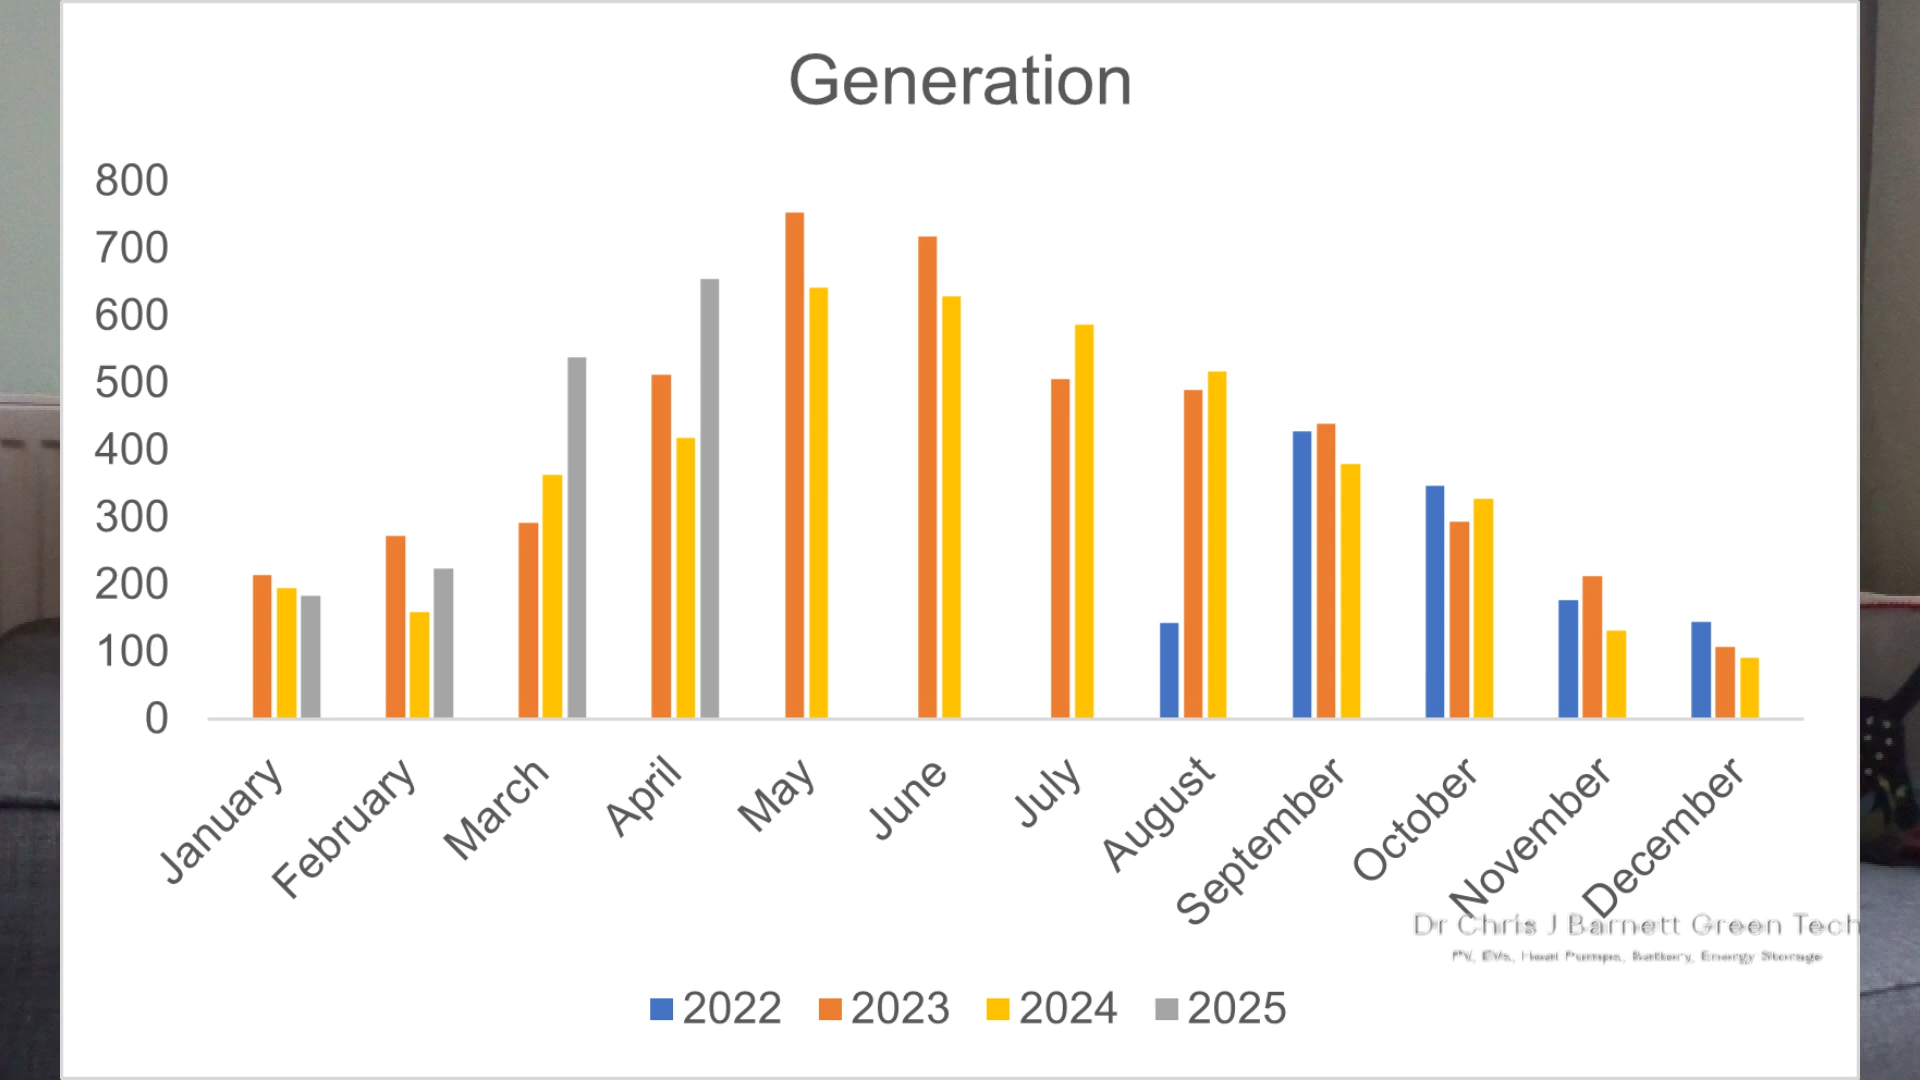 Generation
800
700
600
500
400
300
200
100
0
January
February
March
April
May
June
July
August
September
October
November
December
Dr Chris J Barnett Green Tech
PV, EVs, Heat Pumps, Battery, Energy Storage
2022 2023 2024 2025